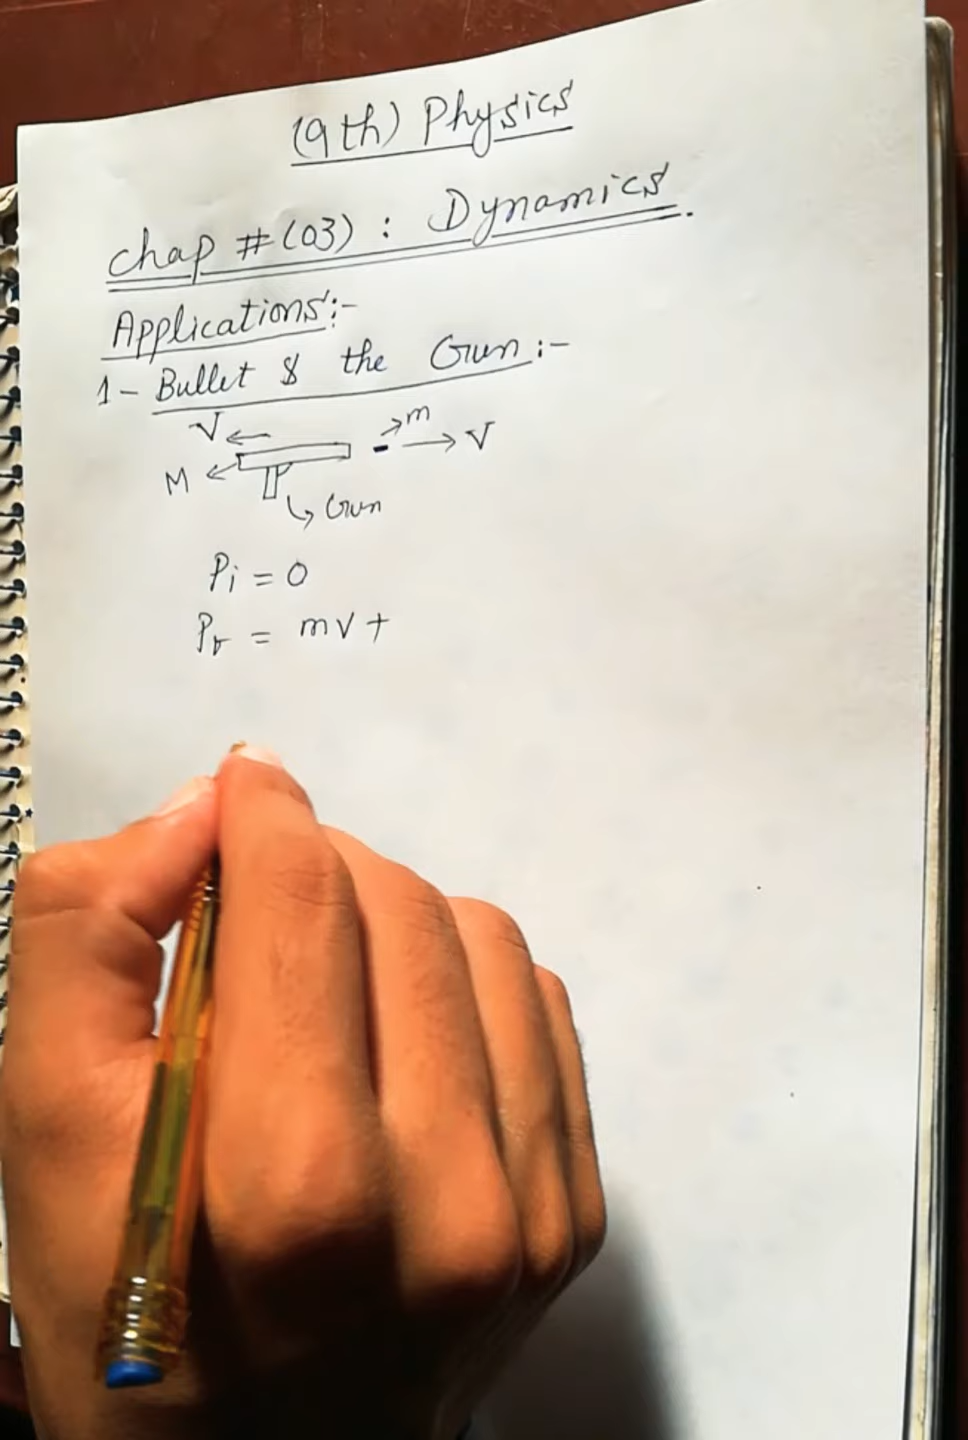 (9th) Physics
Chap # (03) : Dynamics.
Applications:-
1- Bullet & the Gun:-
V m V
M
Gun
Pi = 0
Pf = mv +